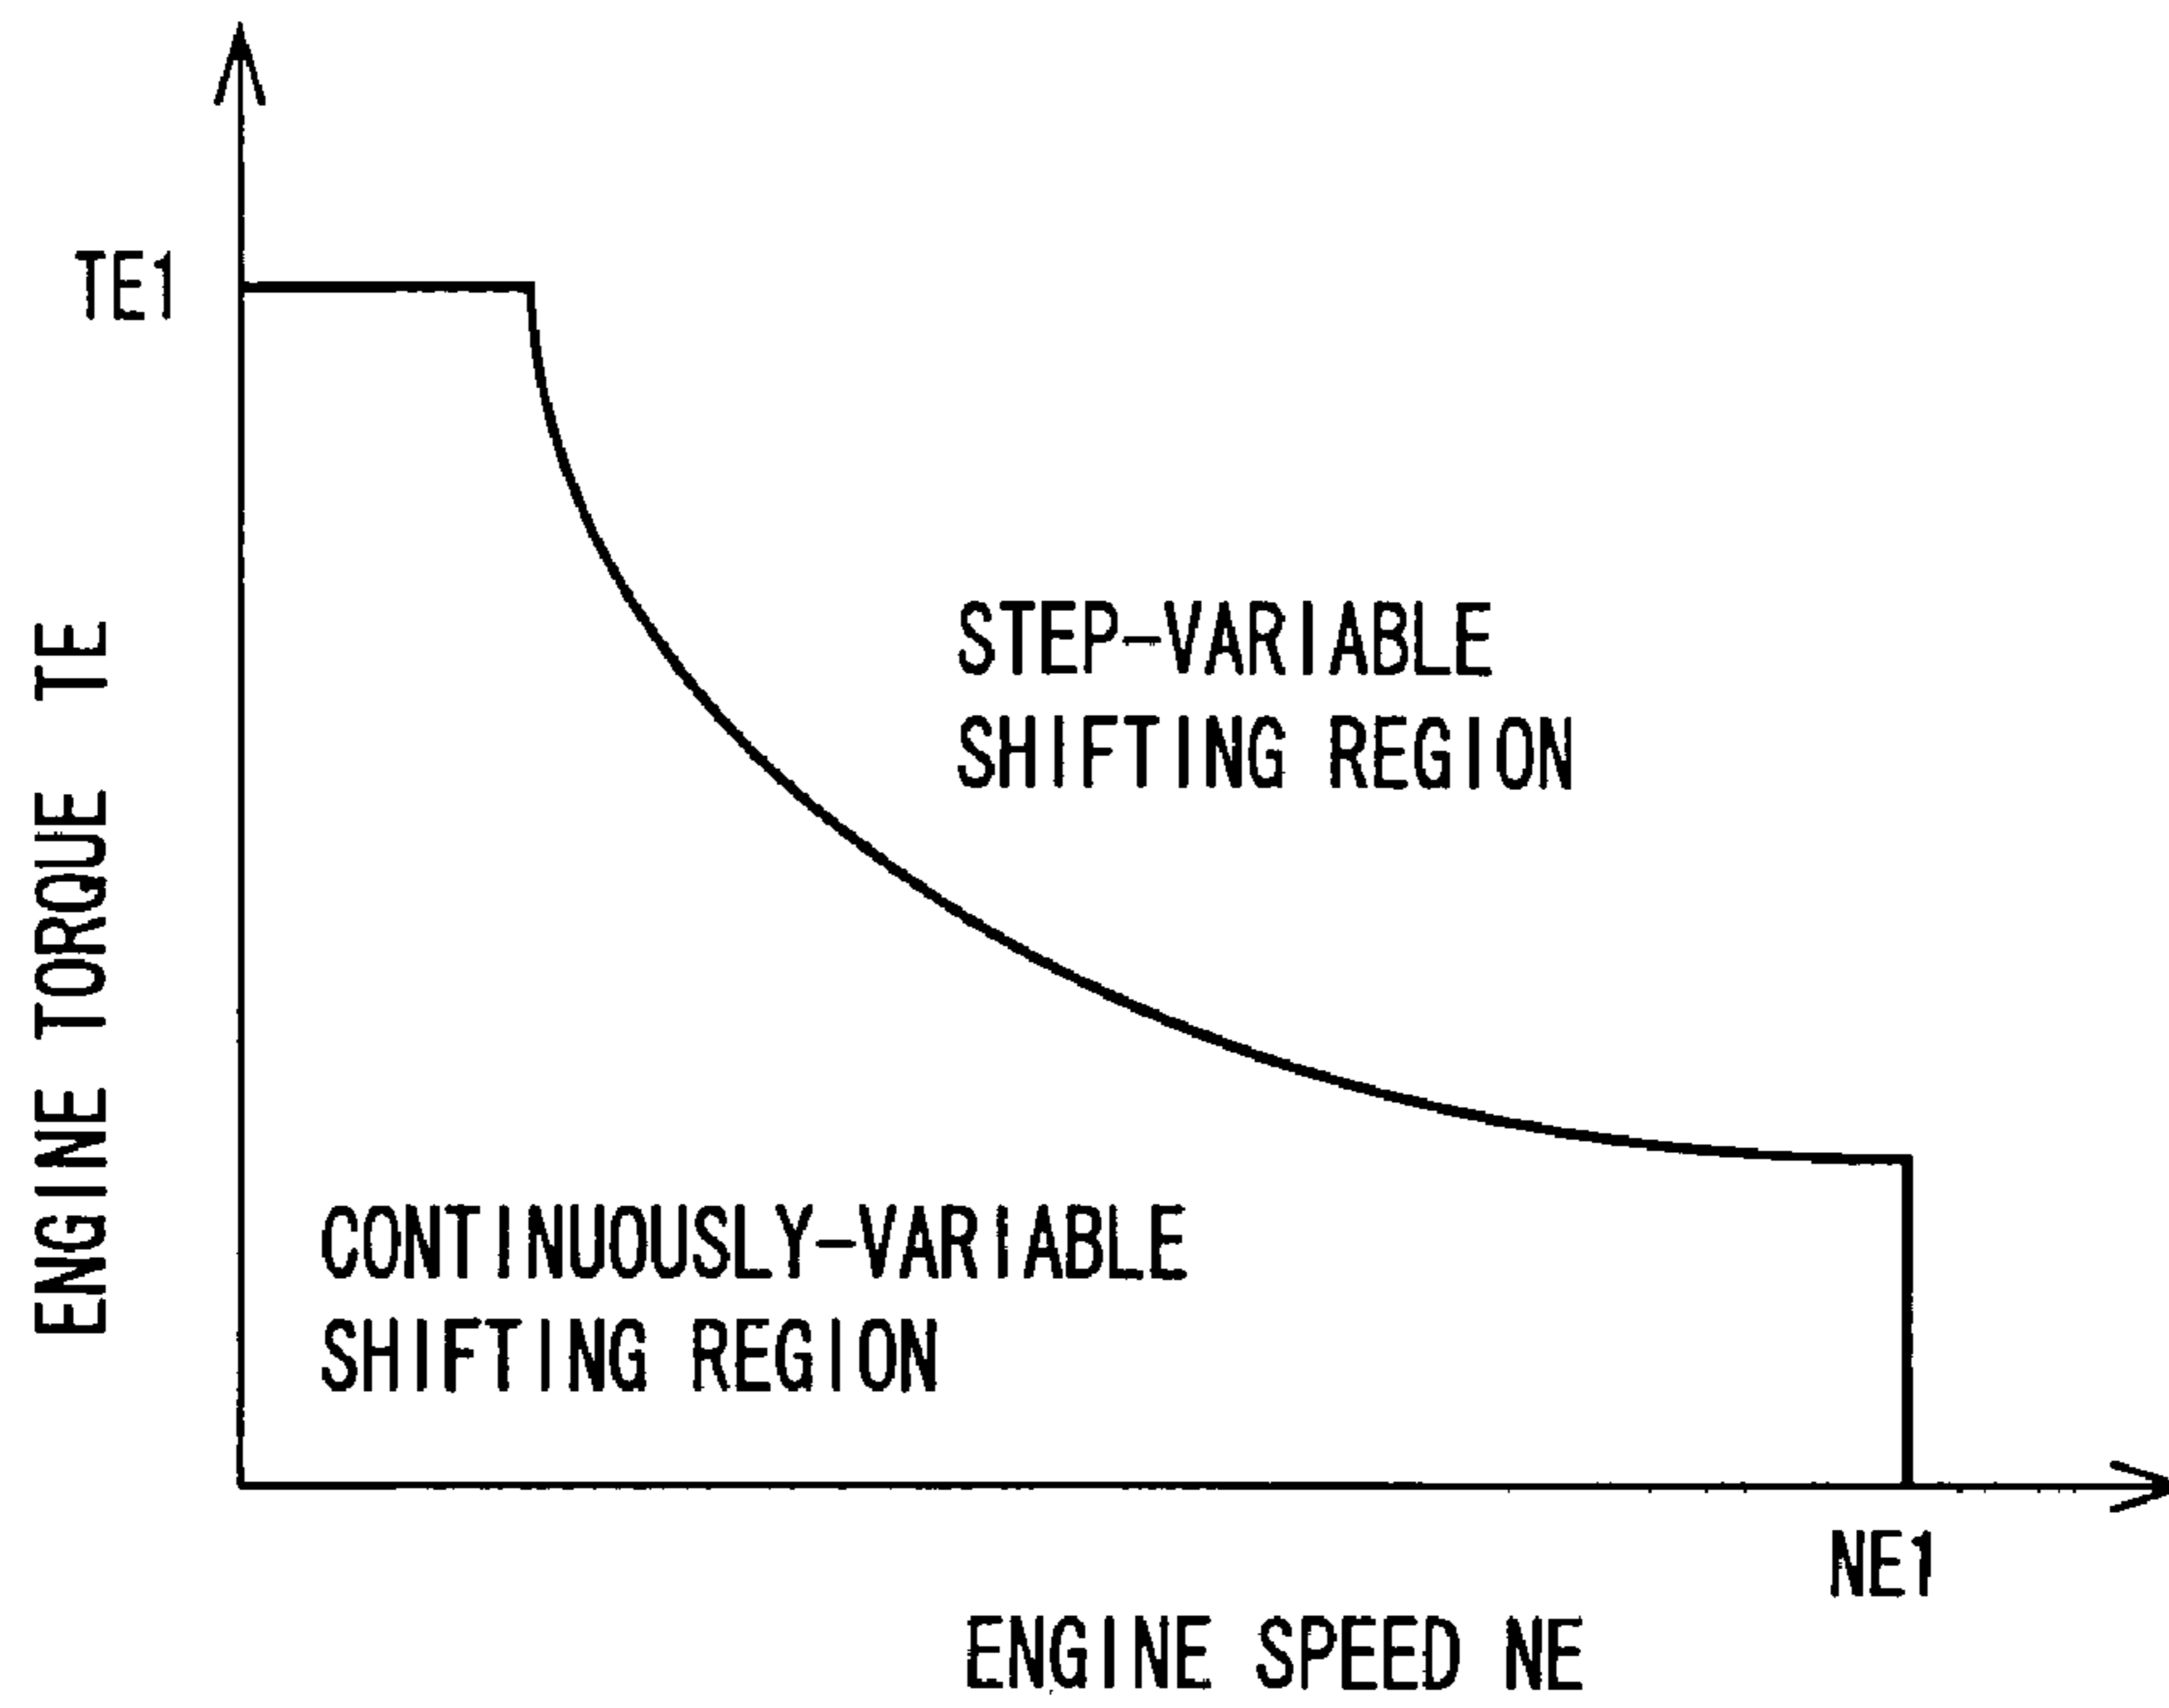 TE1
ENGINE TORQUE TE
STEP-VARIABLE
SHIFTING REGION
CONTINUOUSLY-VARIABLE
SHIFTING REGION
NE1
ENGINE SPEED NE